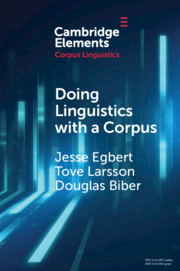 Cambridge
Elements
Corpus Linguistics
Doing
Linguistics
with a Corpus
Jesse Egbert
Tove Larsson
Douglas Biber